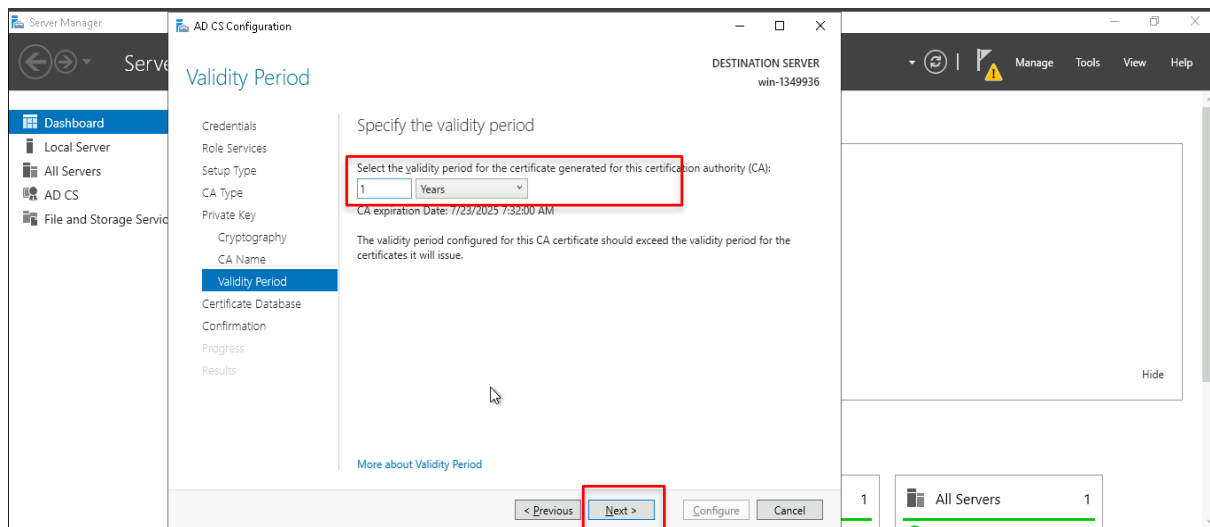 Server Manager
Serve
Manage
Tools
View
Help
Dashboard
Local Server
All Servers
AD CS
File and Storage Servic
AD CS Configuration
Validity Period
DESTINATION SERVER
win-1349936
Credentials
Role Services
Setup Type
CA Type
Private Key
Cryptography
CA Name
Validity Period
Certificate Database
Confirmation
Progress
Results
Specify the validity period
Select the validity period for the certificate generated for this certification authority (CA):
1 Years
CA expiration Date: 7/23/2025 7:32:00 AM
The validity period configured for this CA certificate should exceed the validity period for the
certificates it will issue.
More about Validity Period
< Previous
Next >
Configure
Cancel
Hide
1
All Servers 1